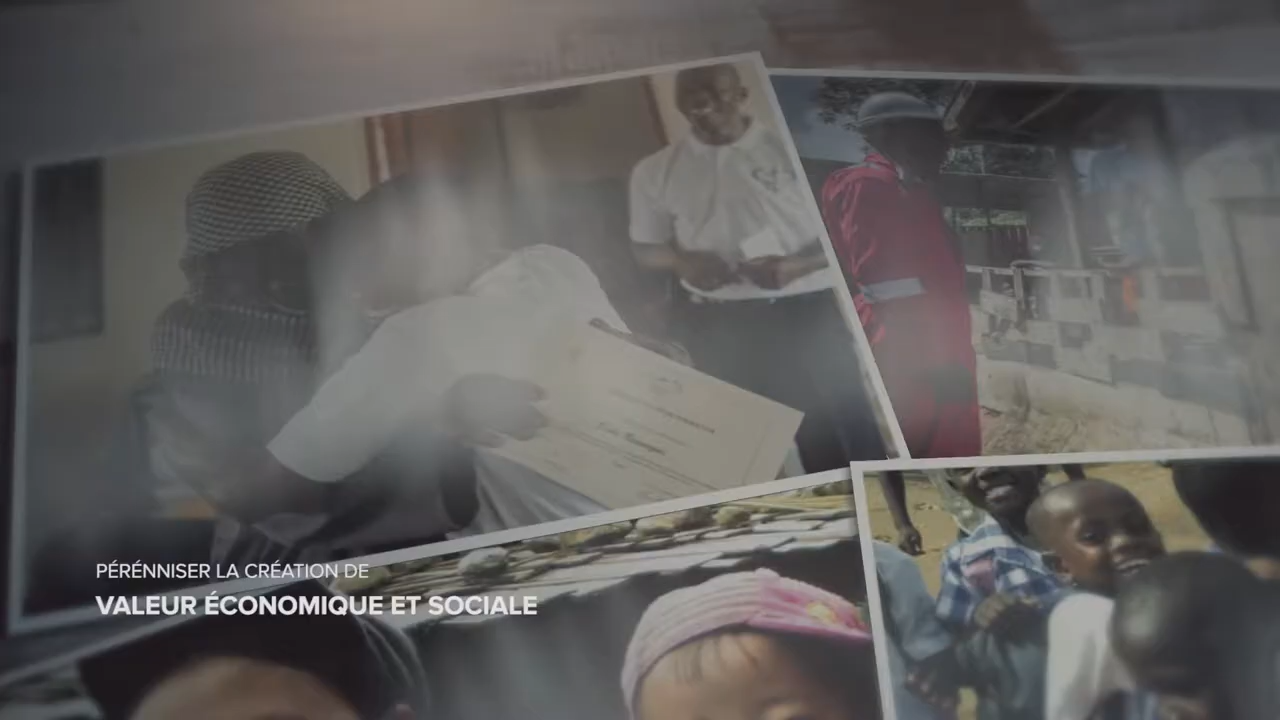 PÉRÉNNISER LA CRÉATION DE
VALEUR ÉCONOMIQUE ET SOCIALE